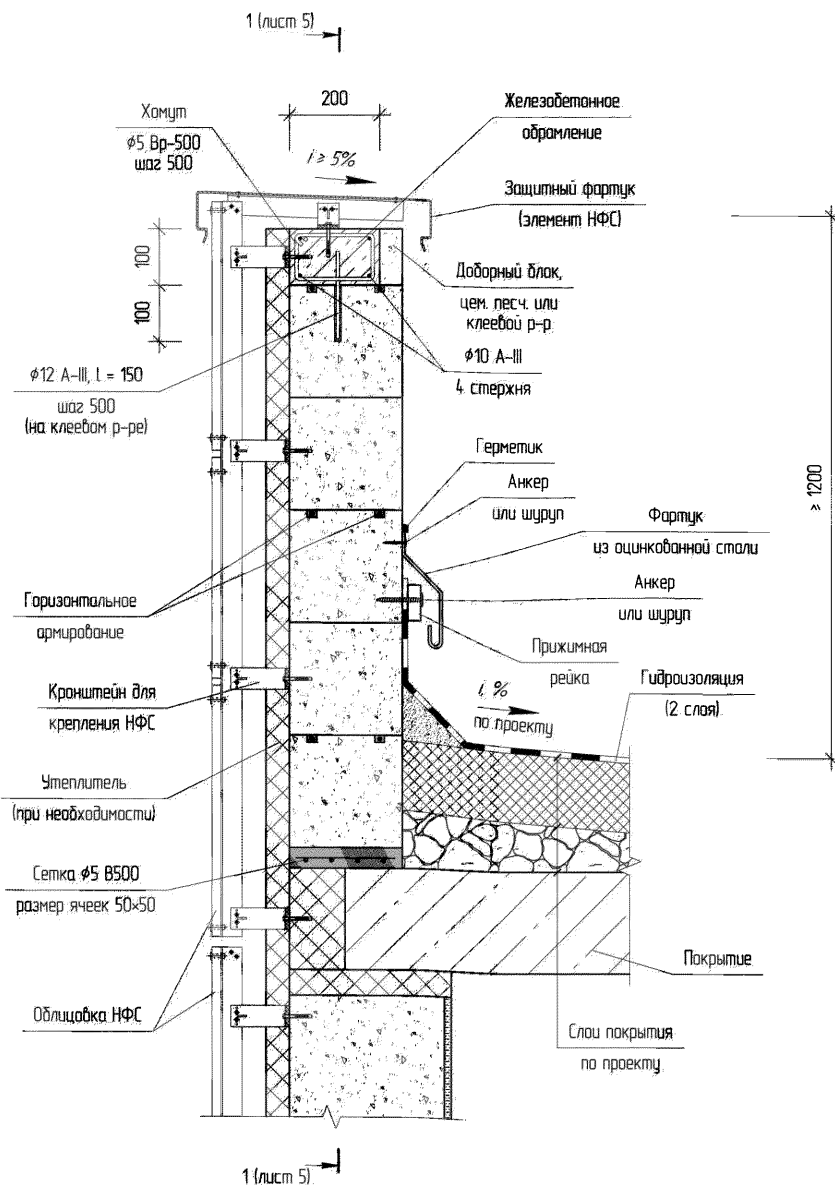 1 (лист 5)
200
Хомут
ϕ5 Вр-500
шаг 500
i ≥ 5%
Железобетонное
обрамление
Защитный фартук
(элемент НФС)
100
100
Доборный блок,
цем. песч. или
клеевой р-р
ϕ10 А-III
4 стержня
ϕ12 А-III, l = 150
шаг 500
(на клеевом р-ре)
Герметик
Анкер
или шуруп
Фартук
из оцинкованной стали
≥ 1200
Анкер
или шуруп
Горизонтальное
армирование
Прижимная
рейка
Кронштейн для
крепления НФС
i, %
по проекту
Гидроизоляция
(2 слоя)
Утеплитель
(при необходимости)
Сетка ϕ5 В500
размер ячеек 50×50
Покрытие
Облицовка НФС
Слои покрытия
по проекту
1 (лист 5)